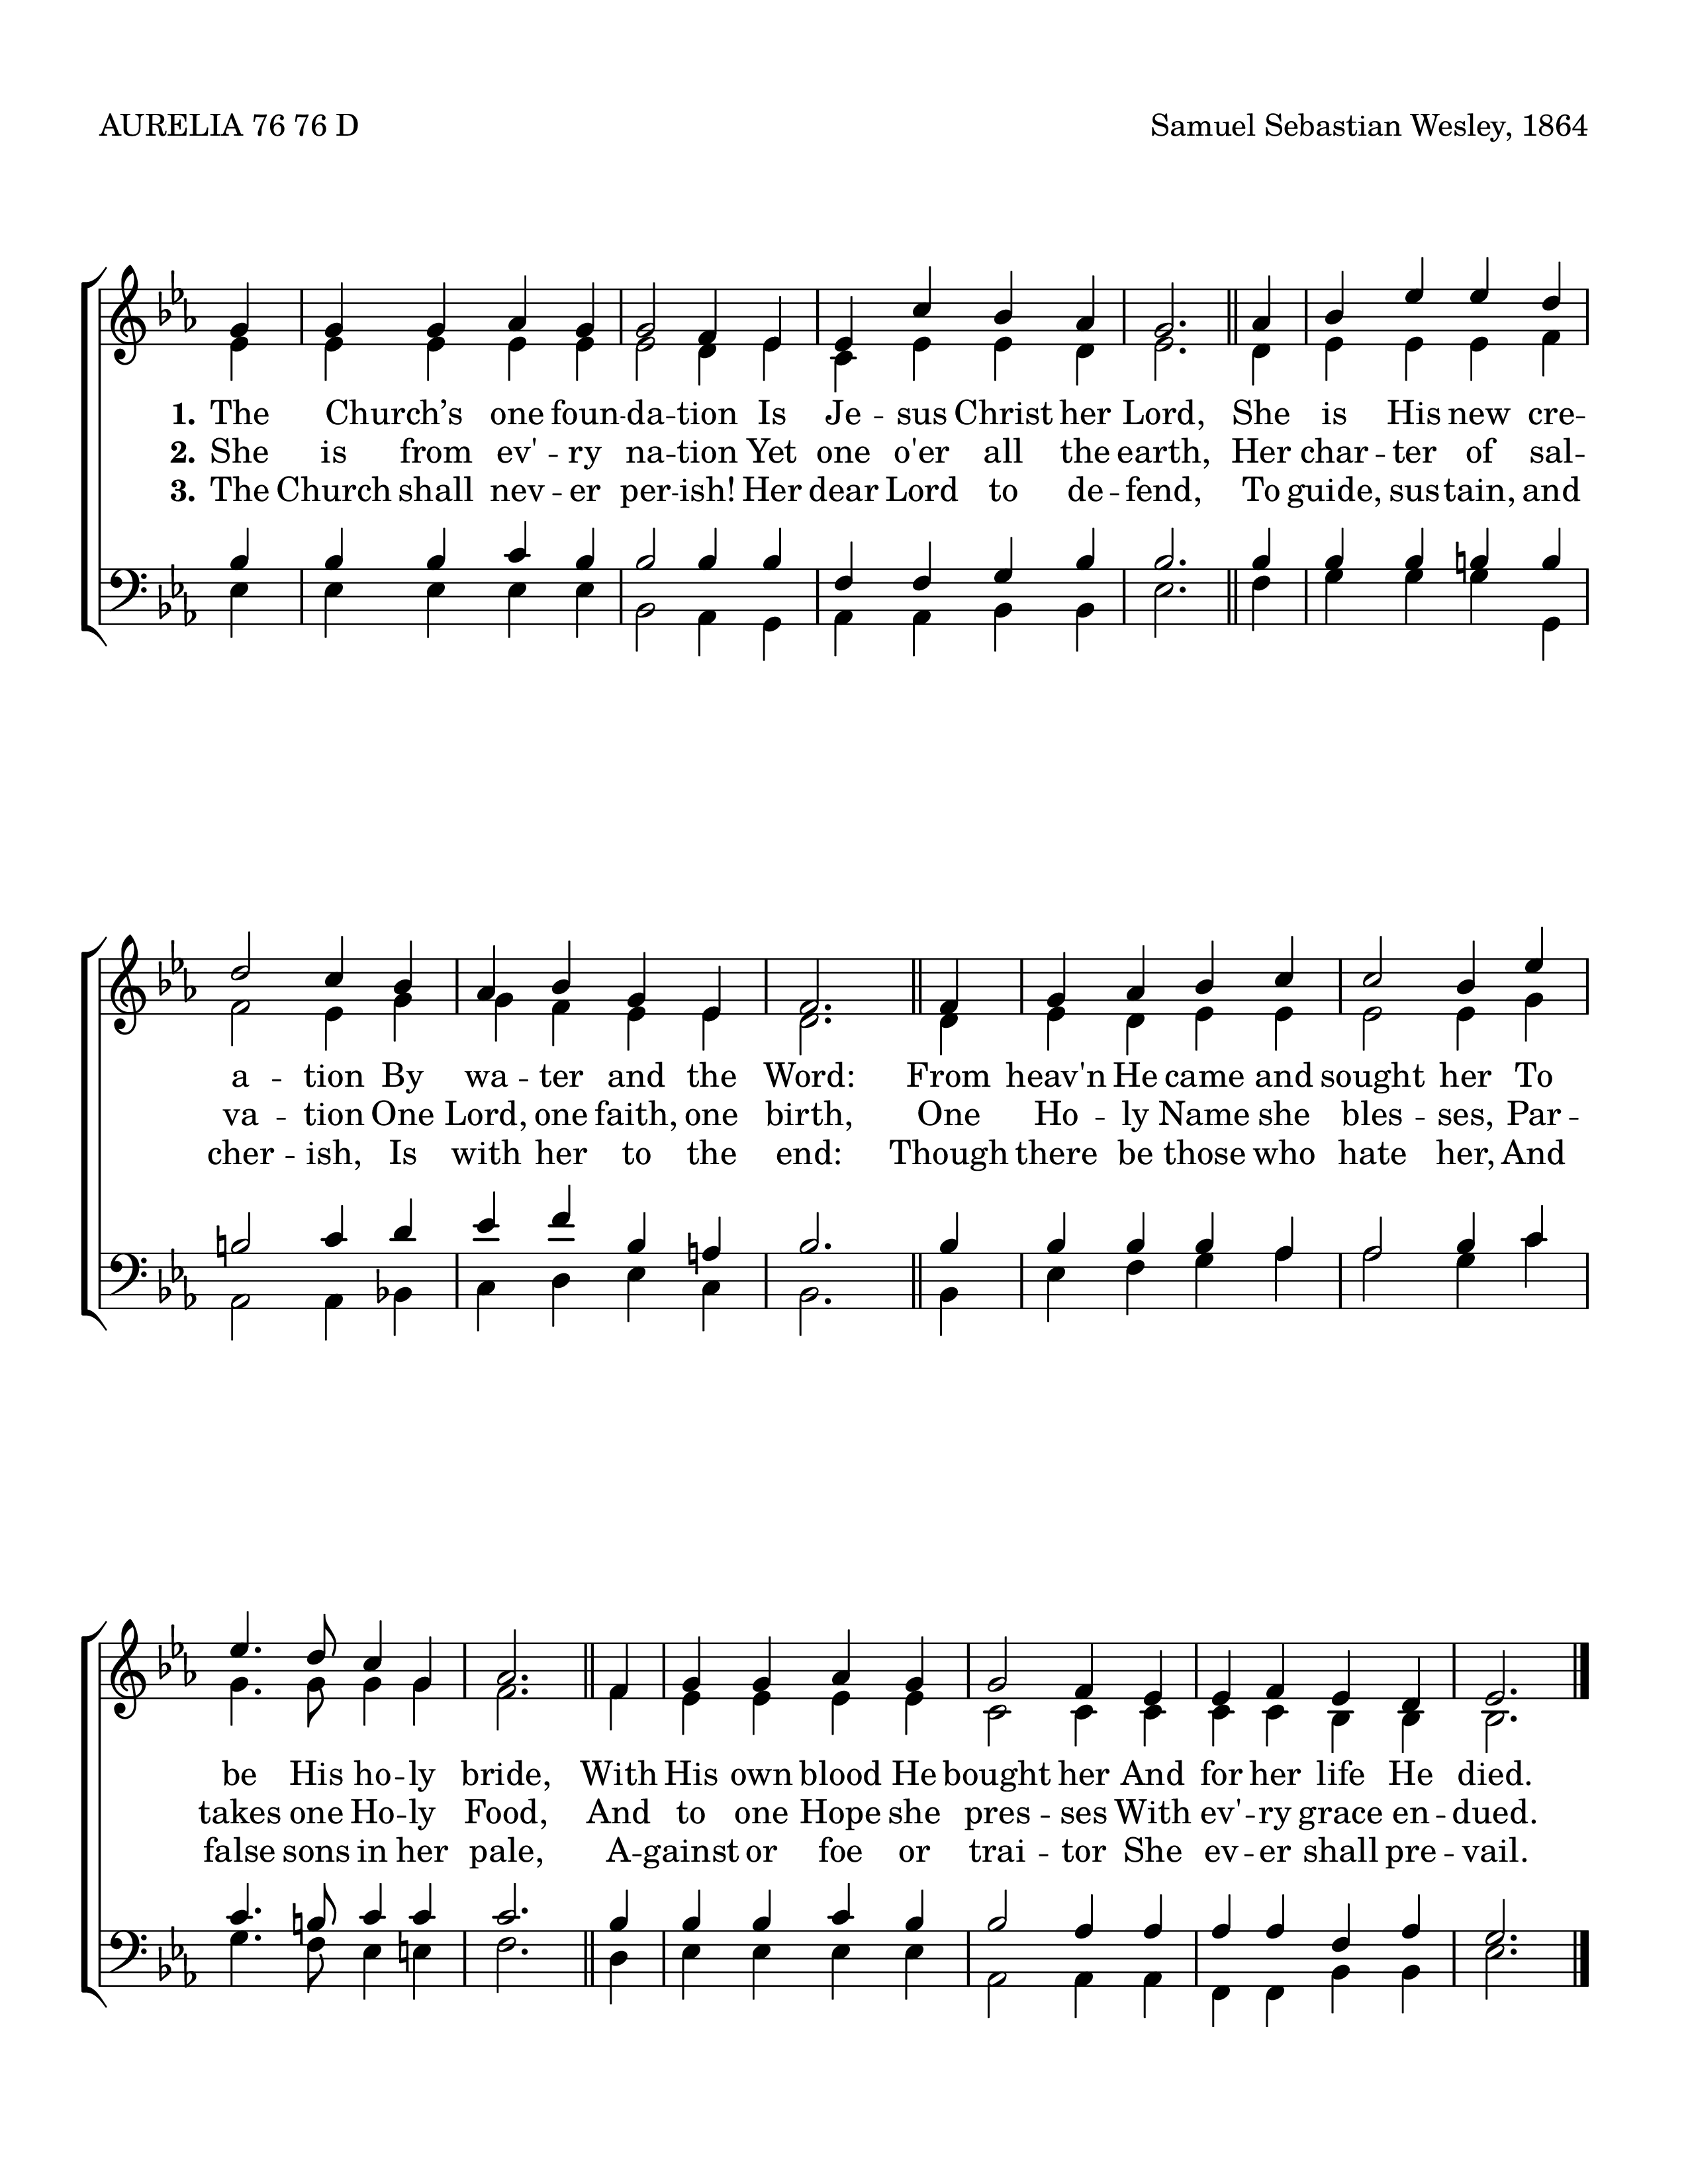 AURELIA 76 76 D
Samuel Sebastian Wesley, 1864
1. The Church’s one foun -- da -- tion Is Je -- sus Christ her Lord, She is His new cre --
2. She is from ev' -- ry na -- tion Yet one o'er all the earth, Her char -- ter of sal --
3. The Church shall nev -- er per -- ish! Her dear Lord to de -- fend, To guide, sus -- tain, and
a -- tion By wa -- ter and the Word: From heav'n He came and sought her To
va -- tion One Lord, one faith, one birth, One Ho -- ly Name she bles -- ses, Par --
cher -- ish, Is with her to the end: Though there be those who hate her, And
be His ho -- ly bride, With His own blood He bought her And for her life He died.
takes one Ho -- ly Food, And to one Hope she pres -- ses With ev' -- ry grace en -- dued.
false sons in her pale, A -- gainst or foe or trai -- tor She ev -- er shall pre -- vail.